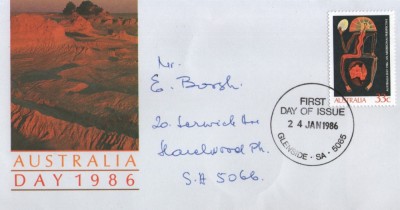 Mr.
E. Borgh.
20. Lerwick Av
Hazelwood Pk.
S.A 5066.
AUSTRALIA
DAY 1986
AUSTRALIA 33c
FIRST
DAY OF ISSUE
24 JAN 1986
GLENSIDE - SA - 5065